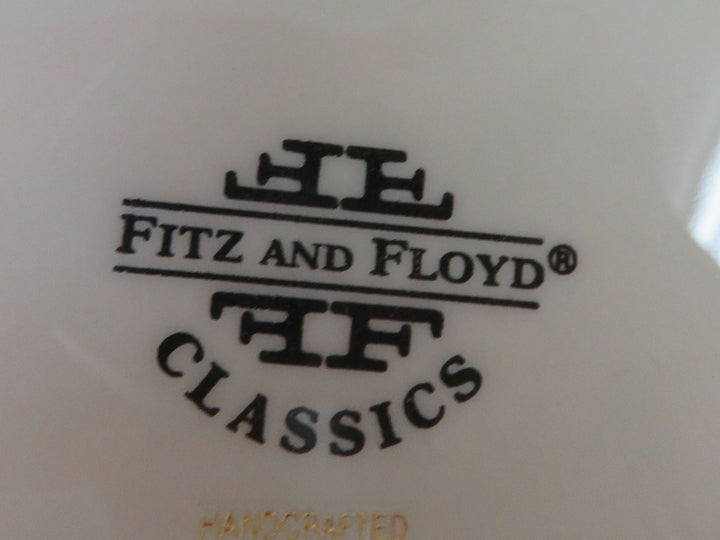 FITZ AND FLOYD®
CLASSICS
HANDCRAFTED